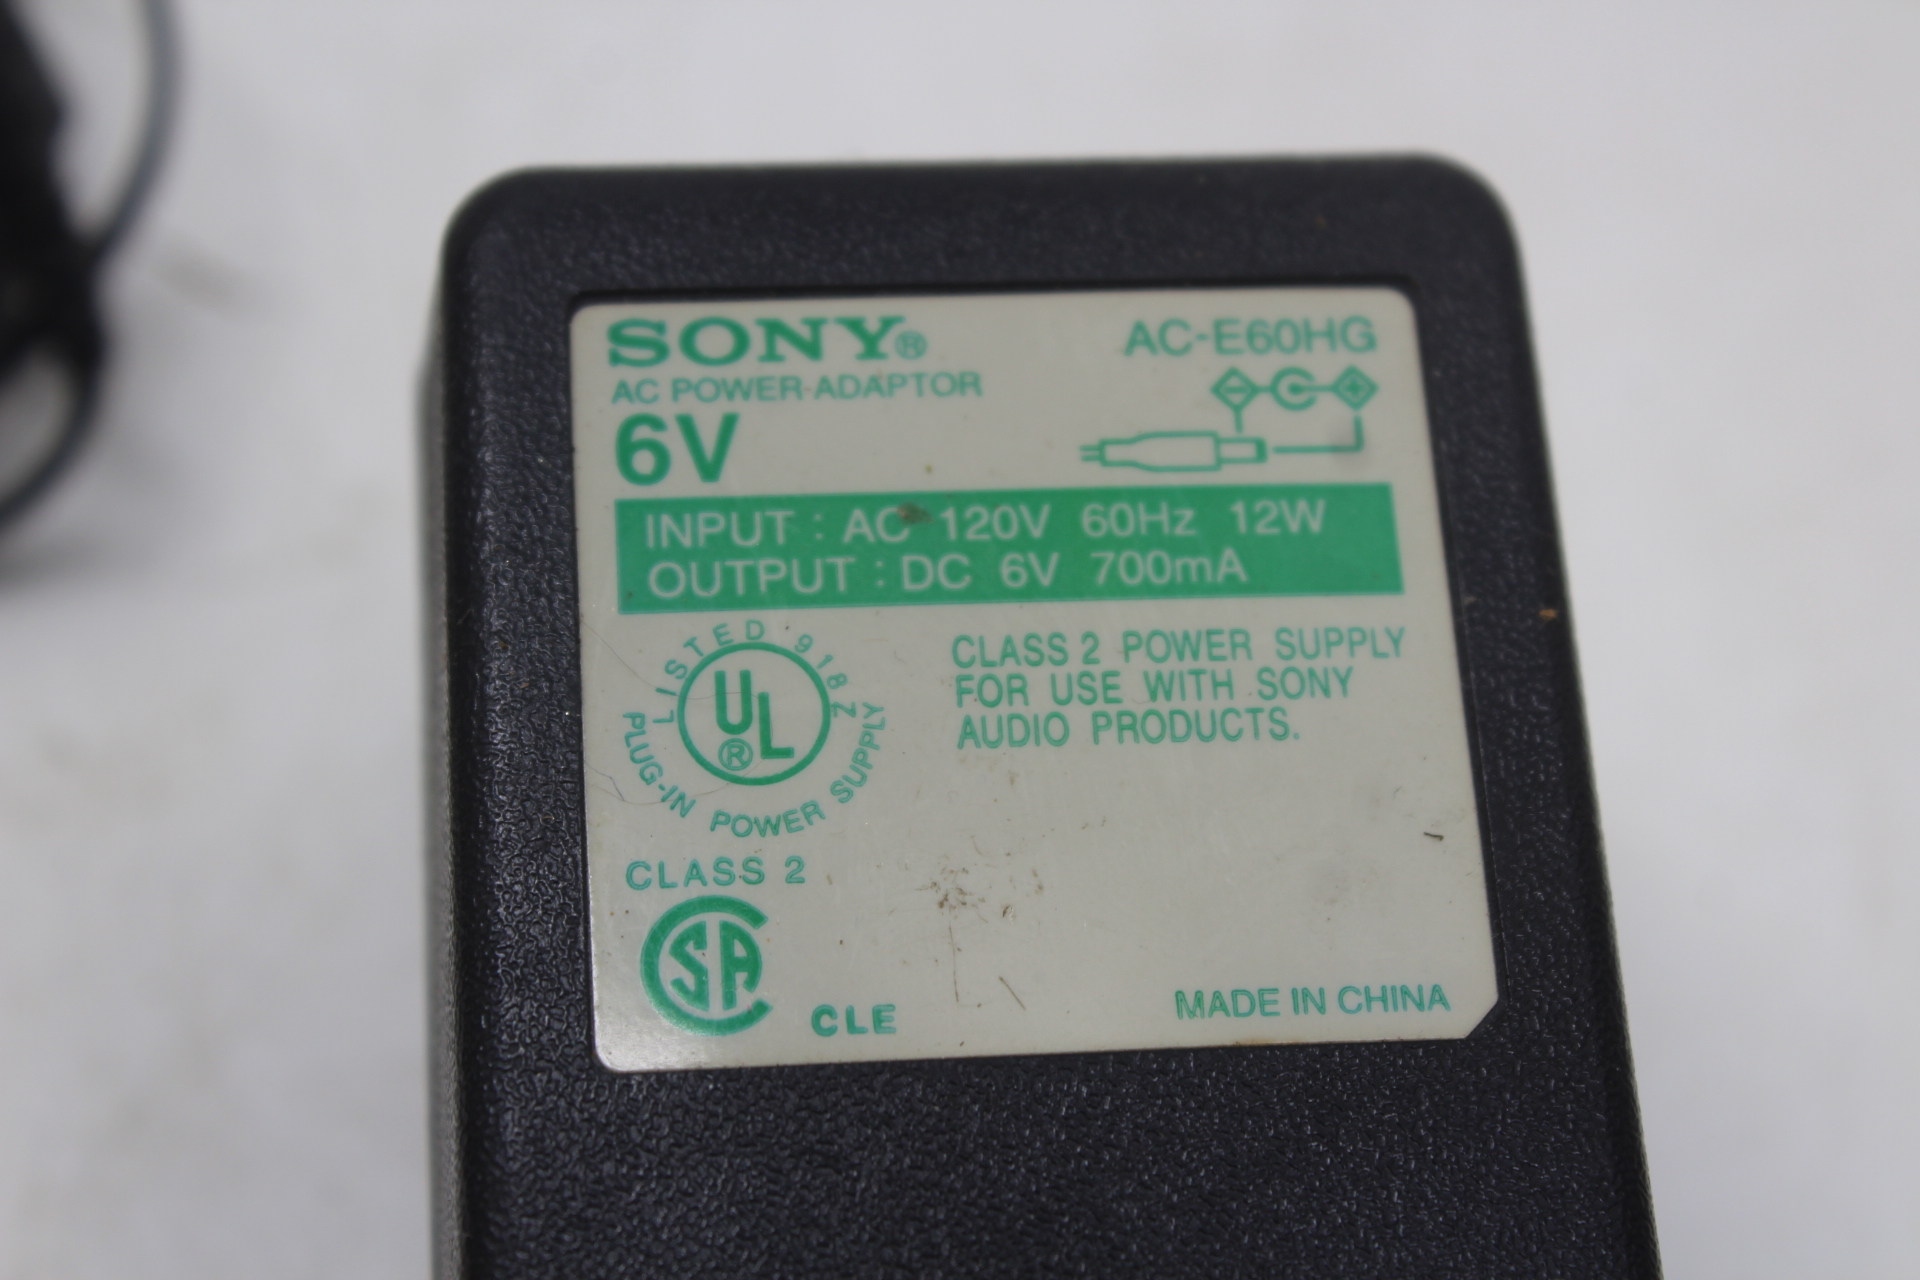 SONY®
AC-E60HG
AC POWER-ADAPTOR
6V
INPUT : AC 120V 60Hz 12W
OUTPUT : DC 6V 700mA
LISTED 918Z
UL®
PLUG-IN POWER SUPPLY
CLASS 2 POWER SUPPLY
FOR USE WITH SONY
AUDIO PRODUCTS.
CLASS 2
CSA
CLE
MADE IN CHINA